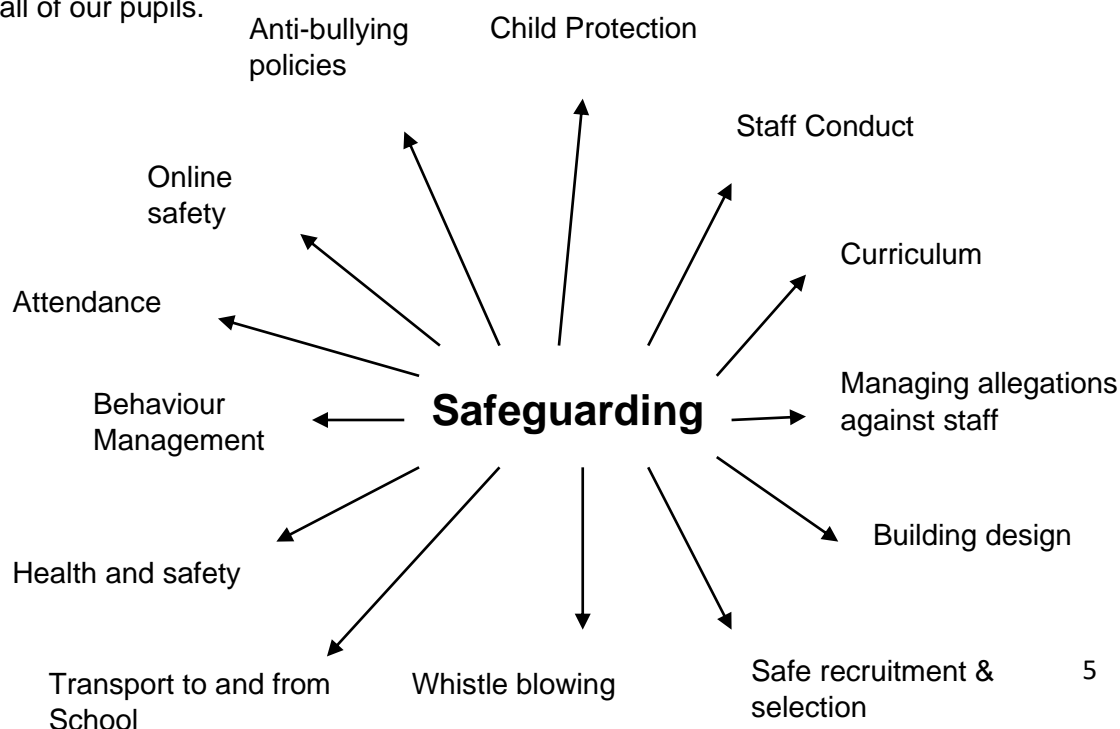 all of our pupils.
Anti-bullying
policies
Child Protection
Staff Conduct
Online
safety
Curriculum
Attendance
Managing allegations
against staff
Behaviour
Management
Safeguarding
Building design
Health and safety
Transport to and from
School
Whistle blowing
Safe recruitment &
selection
5